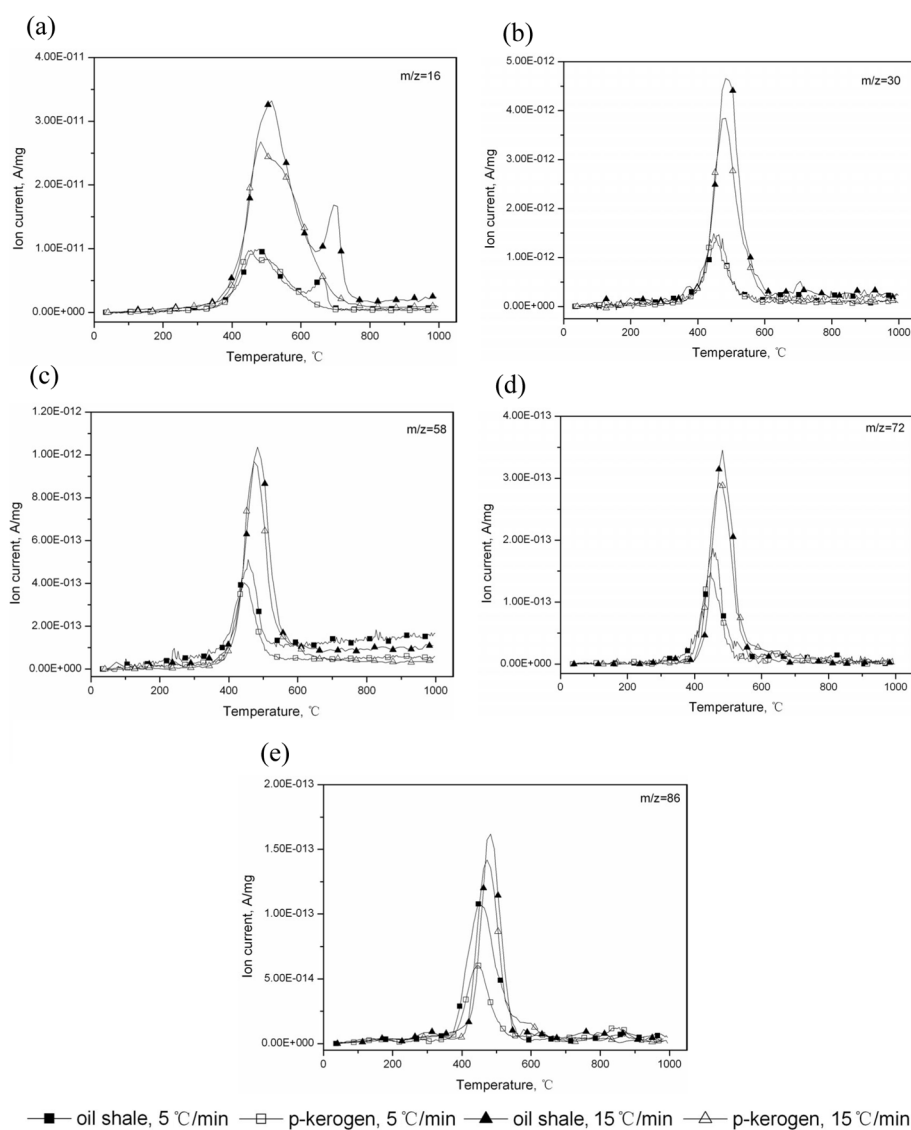 (a)
m/z=16
4.00E-011
3.00E-011
2.00E-011
1.00E-011
0.00E+000
Ion current, A/mg
0 200 400 600 800 1000
Temperature, ℃
(b)
m/z=30
5.00E-012
4.00E-012
3.00E-012
2.00E-012
1.00E-012
0.00E+000
Ion current, A/mg
0 200 400 600 800 1000
Temperature, ℃
(c)
m/z=58
1.20E-012
1.00E-012
8.00E-013
6.00E-013
4.00E-013
2.00E-013
0.00E+000
Ion current, A/mg
0 200 400 600 800 1000
Temperature, ℃
(d)
m/z=72
4.00E-013
3.00E-013
2.00E-013
1.00E-013
0.00E+000
Ion current, A/mg
0 200 400 600 800 1000
Temperature, ℃
(e)
m/z=86
2.00E-013
1.50E-013
1.00E-013
5.00E-014
0.00E+000
Ion current, A/mg
0 200 400 600 800 1000
Temperature, ℃
oil shale, 5 ℃/min p-kerogen, 5 ℃/min oil shale, 15 ℃/min p-kerogen, 15 ℃/min